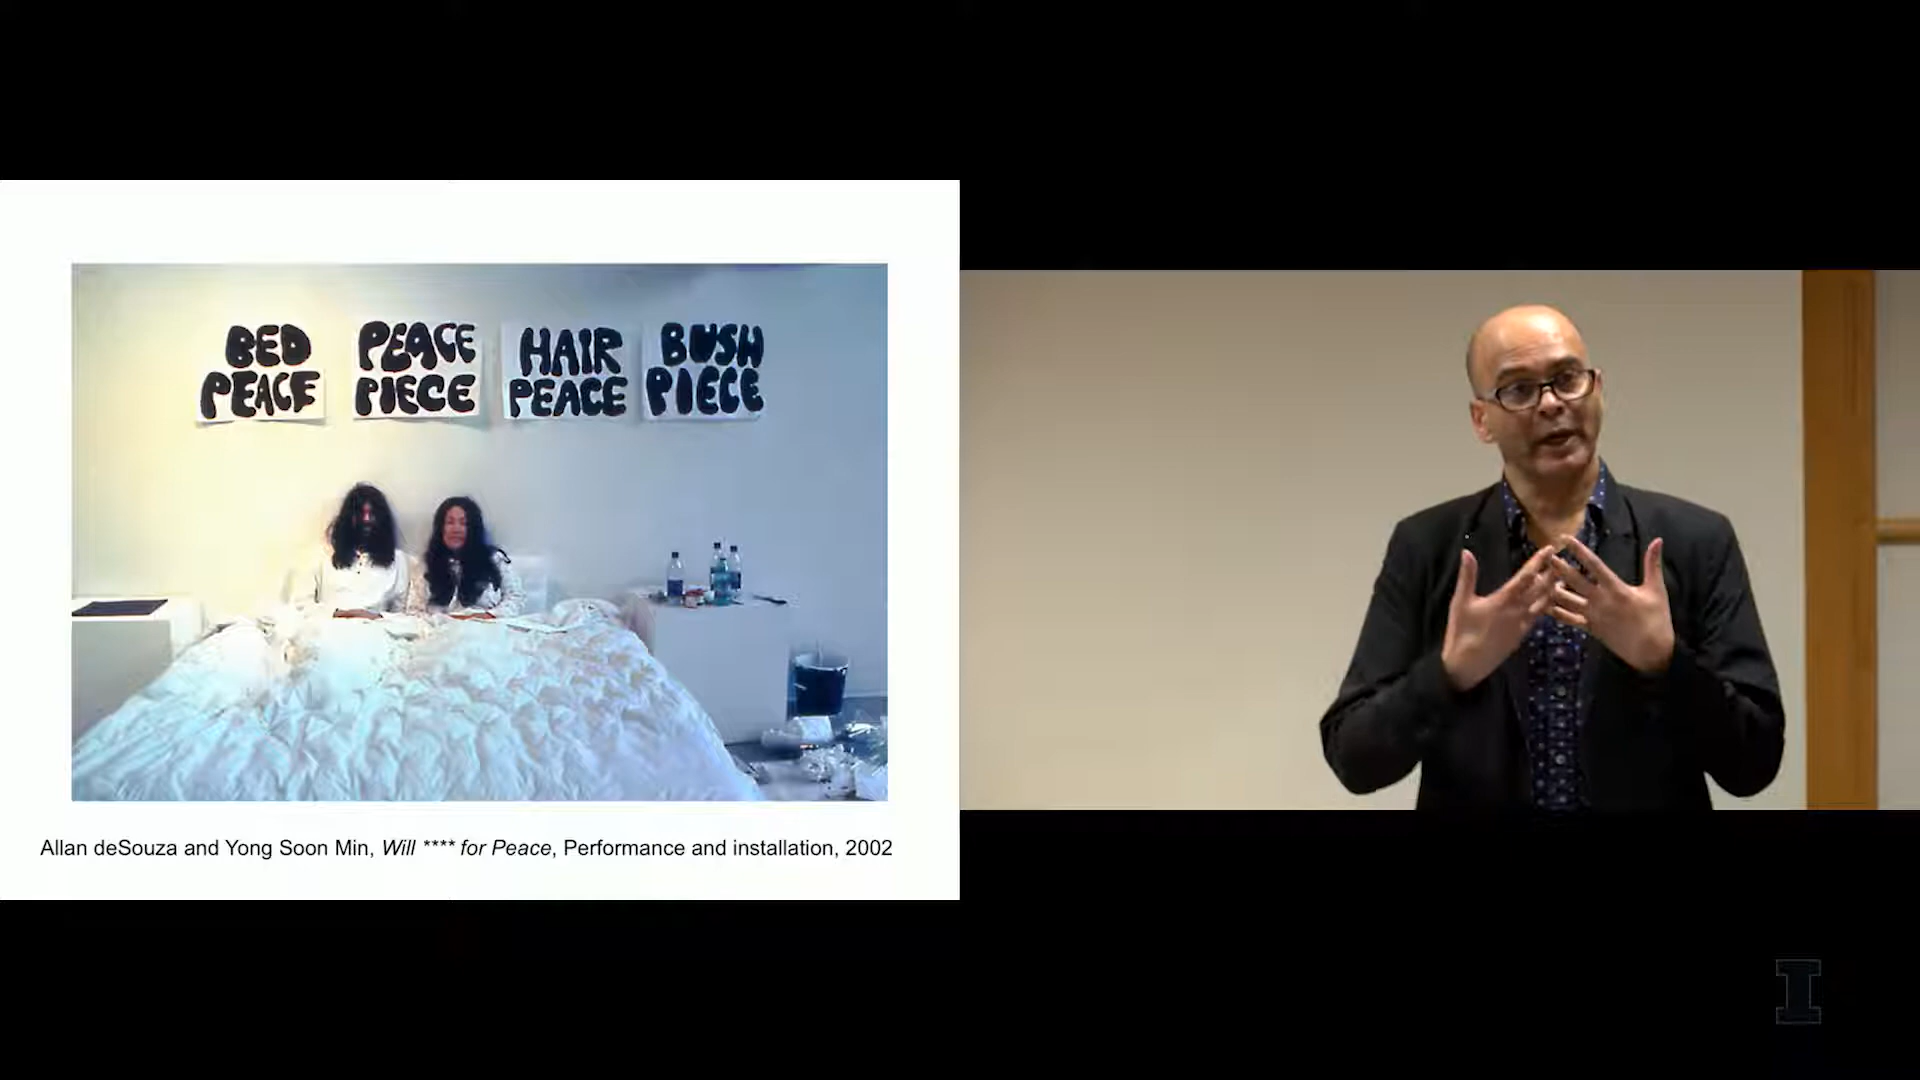 BED
PEACE
PEACE
PIECE
HAIR
PEACE
BUSH
PIECE
Allan deSouza and Yong Soon Min, Will **** for Peace, Performance and installation, 2002
I